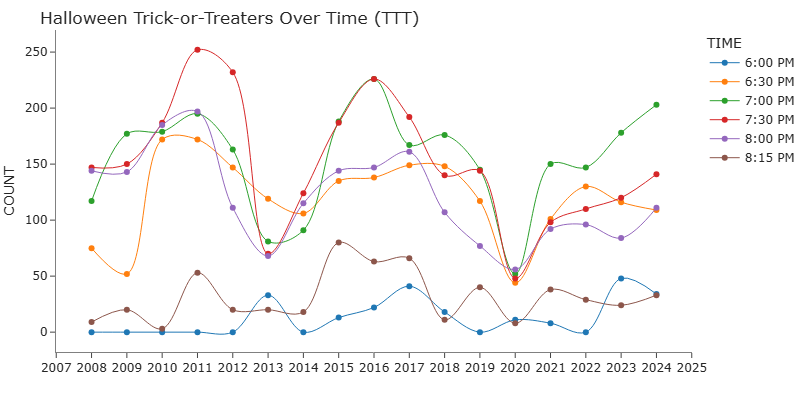 Halloween Trick-or-Treaters Over Time (TTT)
TIME
6:00 PM
6:30 PM
7:00 PM
7:30 PM
8:00 PM
8:15 PM
COUNT
250
200
150
100
50
0
2007 2008 2009 2010 2011 2012 2013 2014 2015 2016 2017 2018 2019 2020 2021 2022 2023 2024 2025